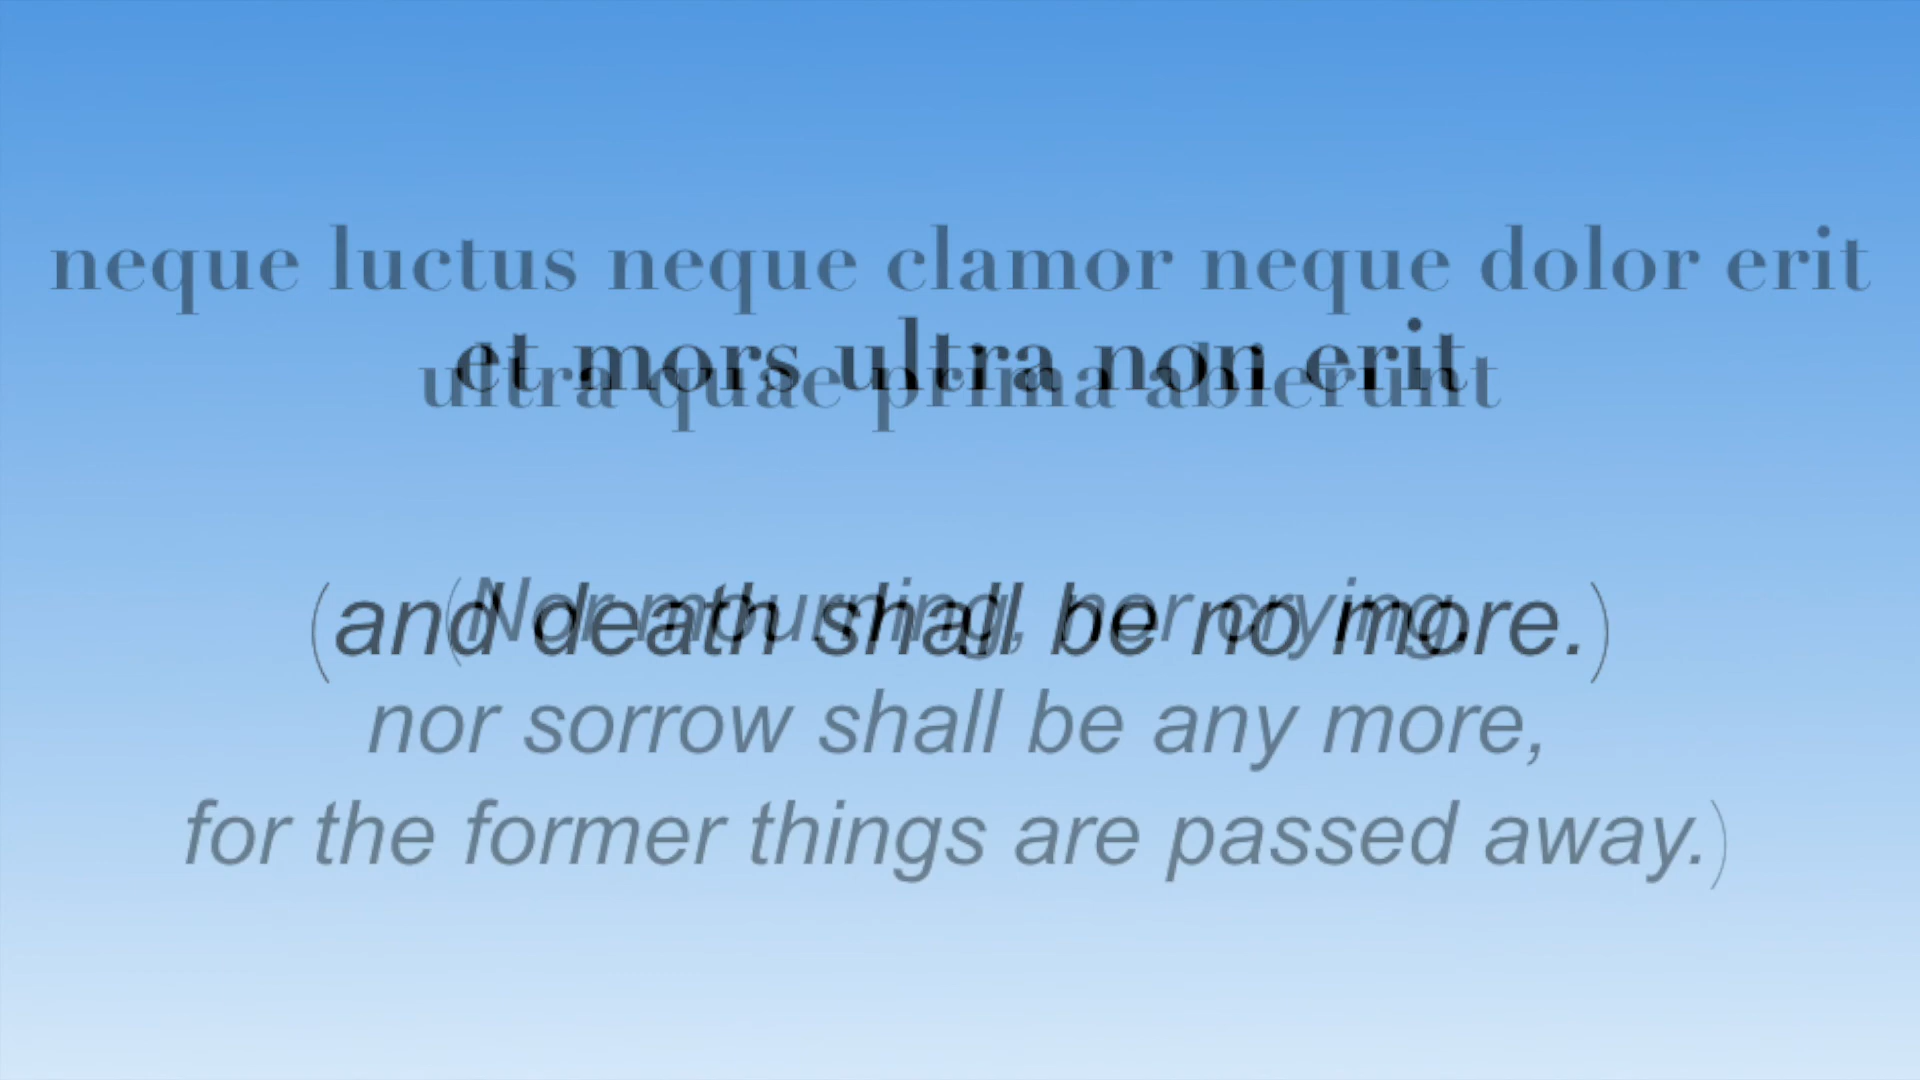 neque luctus neque clamor neque dolor erit
et mors ultra non erit
ultra quae prima abierunt
(and death shall be no more.)
(Nor mourning, nor crying,
nor sorrow shall be any more,
for the former things are passed away.)